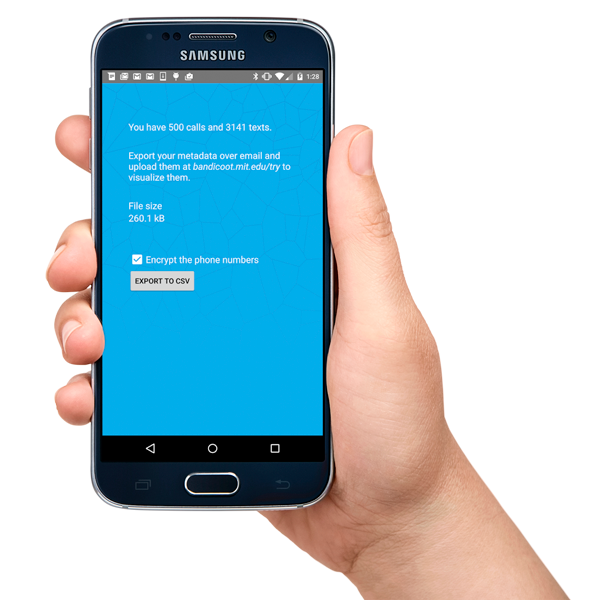 SAMSUNG
1:28
You have 500 calls and 3141 texts.
Export your metadata over email and
upload them at bandicoot.mit.edu/try to
visualize them.
File size
260.1 kB
Encrypt the phone numbers
EXPORT TO CSV